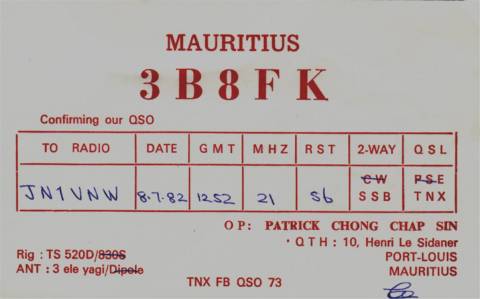 MAURITIUS
3B8FK
Confirming our QSO
TO RADIO DATE GMT MHZ RST 2-WAY QSL
CW PSE
JN1VNW 8.7.82 1252 21 56 SSB TNX
OP: PATRICK CHONG CHAP SIN
QTH: 10, Henri Le Sidaner
Rig : TS 520D/830S PORT-LOUIS
ANT : 3 ele yagi/Dipole MAURITIUS
TNX FB QSO 73